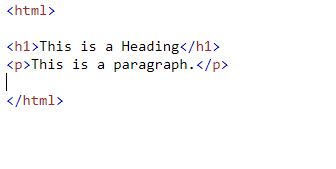 <html>
<h1>This is a Heading</h1>
<p>This is a paragraph.</p>
</html>